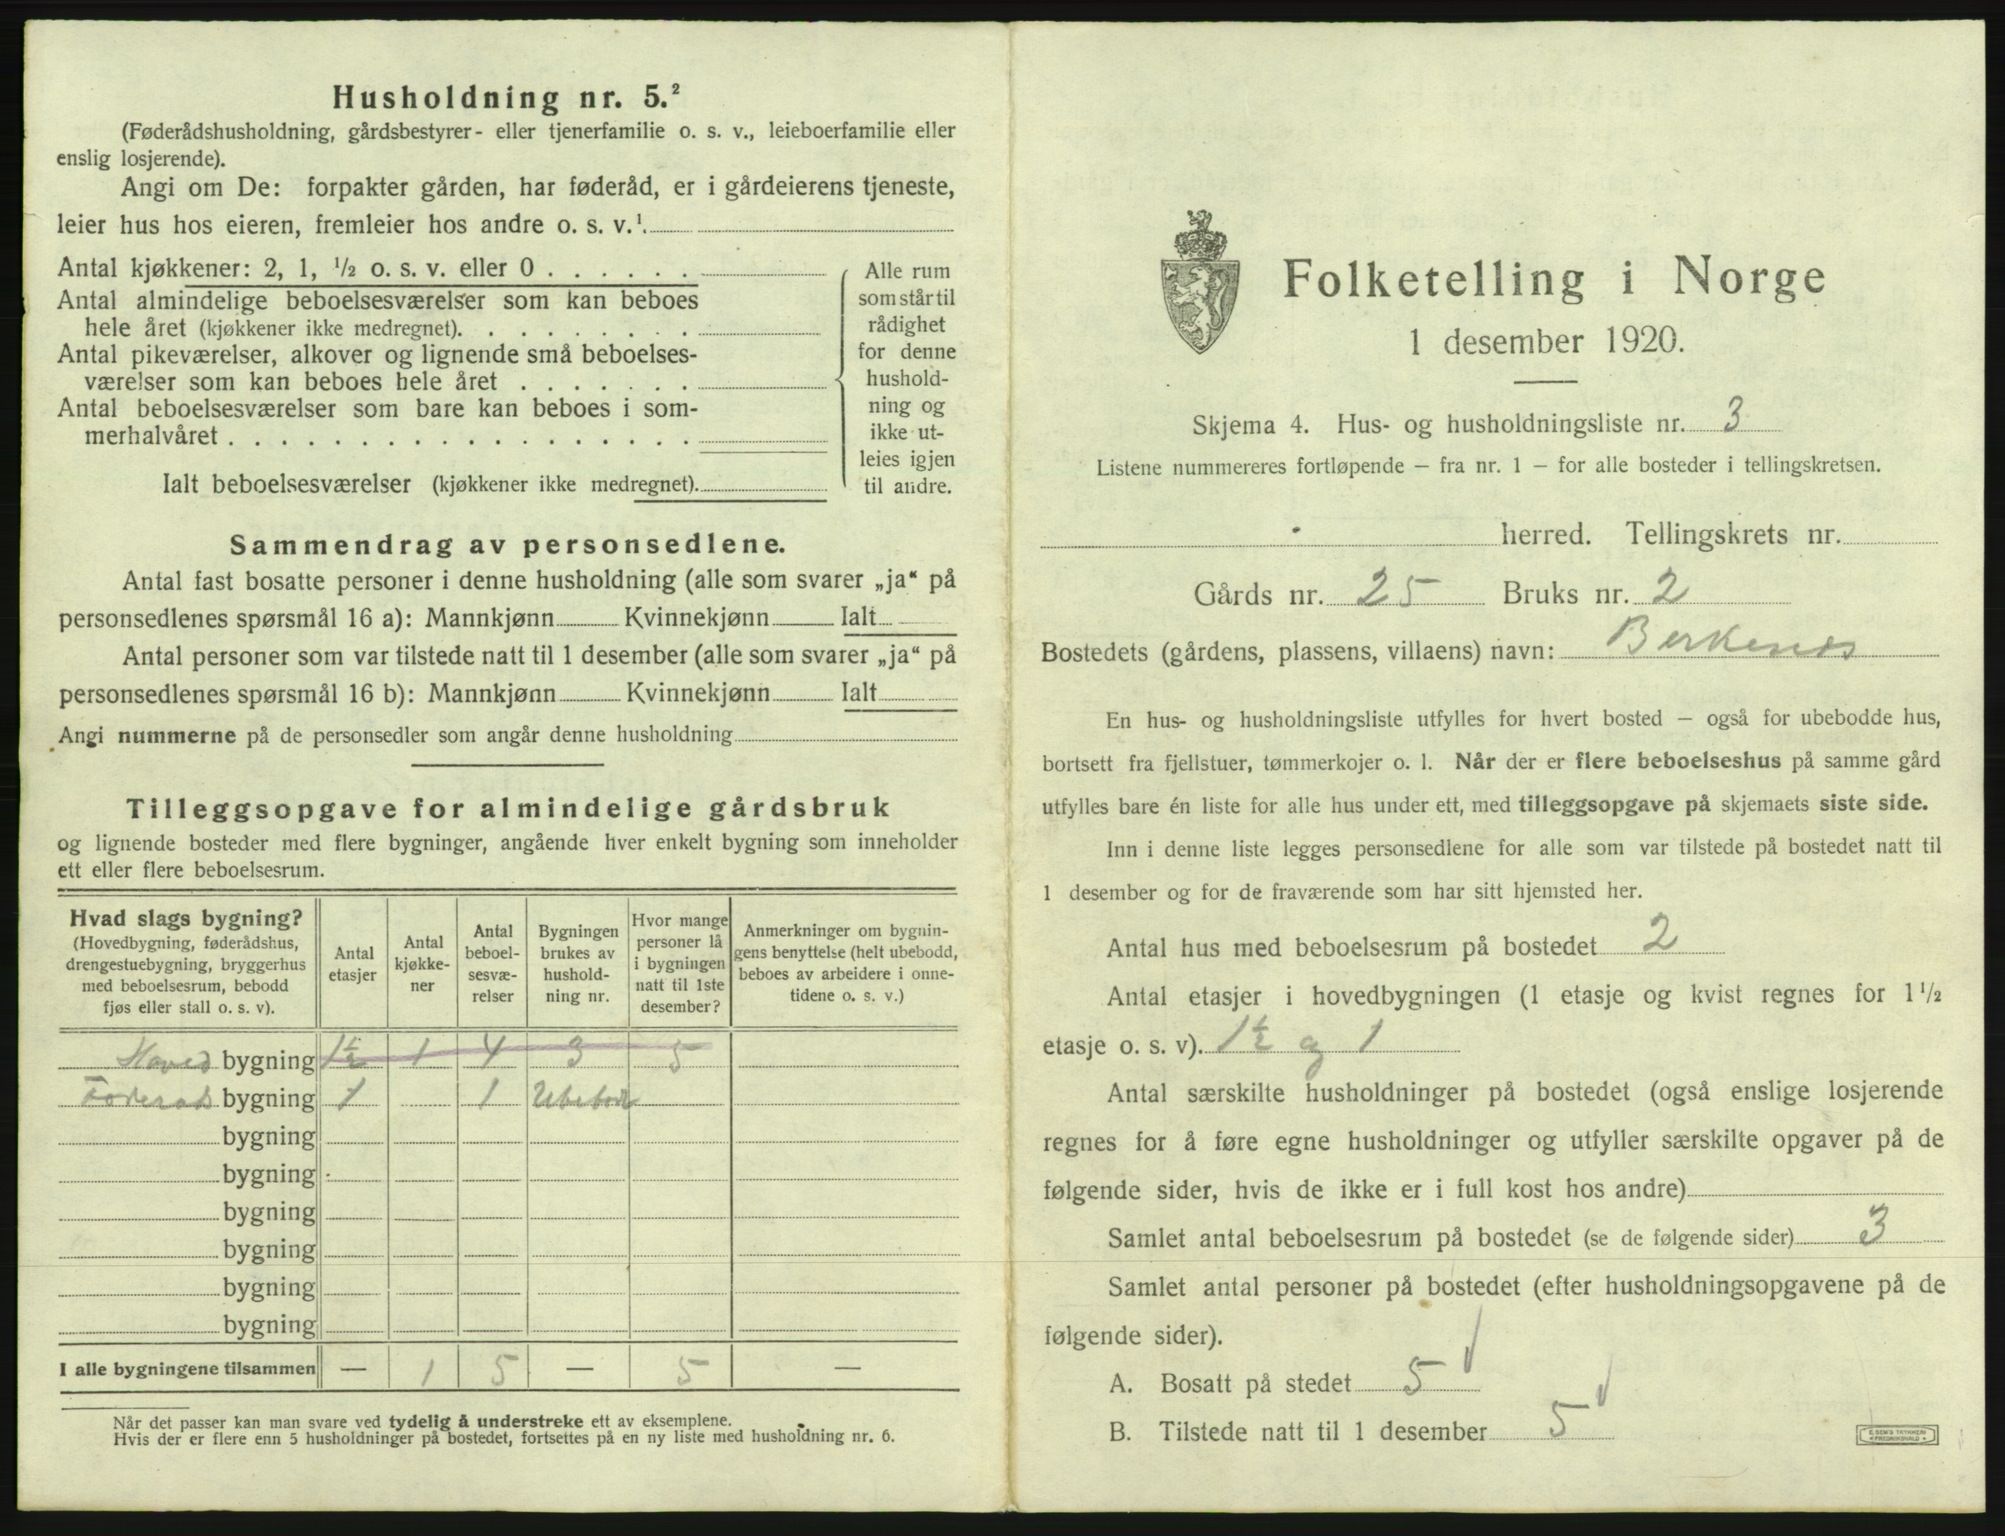 Husholdning nr. 5.²
(Føderådshusholdning, gårdsbestyrer- eller tjenerfamilie o. s. v., leieboerfamilie eller
enslig losjerende).
Angi om De: forpakter gården, har føderåd, er i gårdeierens tjeneste,
leier hus hos eieren, fremleier hos andre o. s. v.¹.
Antal kjøkkener: 2, 1, ½ o. s. v. eller 0 . . . . . .
Antal almindelige beboelsesværelser som kan beboes
hele året (kjøkkener ikke medregnet). . . . . . . . .
Antal pikeværelser, alkover og lignende små beboelses-
værelser som kan beboes hele året . . . . . . .
Antal beboelsesværelser som bare kan beboes i som-
merhalvåret . . . . . . . . . . . . . . . . . .
Ialt beboelsesværelser (kjøkkener ikke medregnet).
Alle rum
som står til
rådighet
for denne
hushold-
ning og
ikke ut-
leies igjen
til andre.
Sammendrag av personsedlene.
Antal fast bosatte personer i denne husholdning (alle som svarer „ja“ på
personsedlenes spørsmål 16 a): Mannkjønn Kvinnekjønn Ialt
Antal personer som var tilstede natt til 1 desember (alle som svarer „ja“ på
personsedlenes spørsmål 16 b): Mannkjønn Kvinnekjønn Ialt
Angi nummerne på de personsedler som angår denne husholdning
Tilleggsopgave for almindelige gårdsbruk
og lignende bosteder med flere bygninger, angående hver enkelt bygning som inneholder
ett eller flere beboelsesrum.
Hvad slags bygning?
(Hovedbygning, føderådshus,
drengestuebygning, bryggerhus
med beboelsesrum, bebodd
fjøs eller stall o. s. v).
Antal
etasjer
Antal
kjøkke-
ner
Antal
beboel-
sesvæ-
relser
Bygningen
brukes av
hushold-
ning nr.
Hvor mange
personer lå
i bygningen
natt til 1ste
desember?
Anmerkninger om bygnin-
gens benyttelse (helt ubebodd,
beboes av arbeidere i onne-
tidene o. s. v.)
Hoved bygning 1½ 1 4 3 5
Føderåds bygning 1 1 Ubebodd
bygning
bygning
bygning
bygning
bygning
bygning
I alle bygningene tilsammen — 1 5 — 5 —
Når det passer kan man svare ved tydelig å understreke ett av eksemplene.
Hvis der er flere enn 5 husholdninger på bostedet, fortsettes på en ny liste med husholdning nr. 6.
Folketelling i Norge
1 desember 1920.
Skjema 4. Hus- og husholdningsliste nr. 3
Listene nummereres fortløpende — fra nr. 1 — for alle bosteder i tellingskretsen.
herred. Tellingskrets nr.
Gårds nr. 25 Bruks nr. 2
Bostedets (gårdens, plassens, villaens) navn: Berkenes
En hus- og husholdningsliste utfylles for hvert bosted — også for ubebodde hus,
bortsett fra fjellstuer, tømmerkojer o. l. Når der er flere beboelseshus på samme gård
utfylles bare én liste for alle hus under ett, med tilleggsopgave på skjemaets siste side.
Inn i denne liste legges personsedlene for alle som var tilstede på bostedet natt til
1 desember og for de fraværende som har sitt hjemsted her.
Antal hus med beboelsesrum på bostedet 2
Antal etasjer i hovedbygningen (1 etasje og kvist regnes for 1½
etasje o. s. v). 1½ og 1
Antal særskilte husholdninger på bostedet (også enslige losjerende
regnes for å føre egne husholdninger og utfyller særskilte opgaver på de
følgende sider, hvis de ikke er i full kost hos andre)
Samlet antal beboelsesrum på bostedet (se de følgende sider) 3
Samlet antal personer på bostedet (efter husholdningsopgavene på de
følgende sider).
A. Bosatt på stedet 5
B. Tilstede natt til 1 desember 5
E. SEM'S TRYKKERI
FREDRIKSHALD